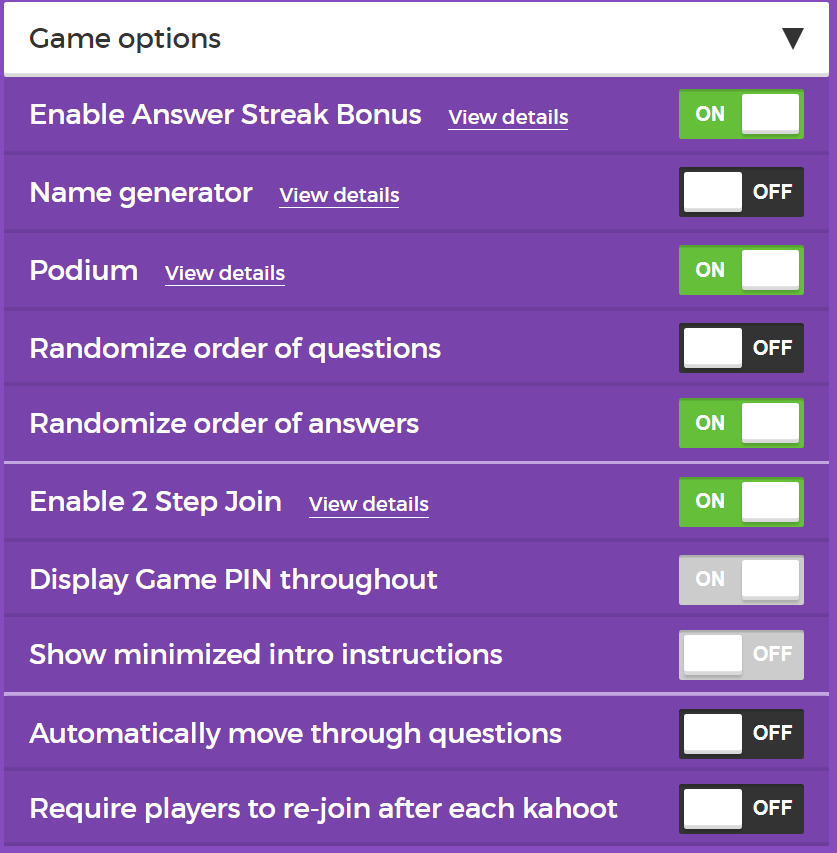 Game options
Enable Answer Streak Bonus View details ON
Name generator View details OFF
Podium View details ON
Randomize order of questions OFF
Randomize order of answers ON
Enable 2 Step Join View details ON
Display Game PIN throughout ON
Show minimized intro instructions OFF
Automatically move through questions OFF
Require players to re-join after each kahoot OFF